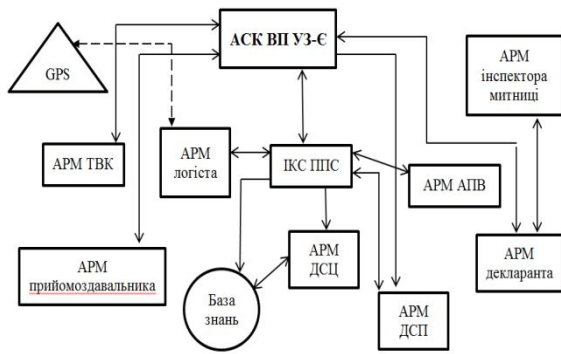 АСК ВП УЗ-Є
GPS
АРМ
інспектора
митниці
АРМ ТВК
АРМ
логіста
ІКС ППС
АРМ АПВ
АРМ
прийомоздавальника
База
знань
АРМ
ДСЦ
АРМ
ДСП
АРМ
декларанта